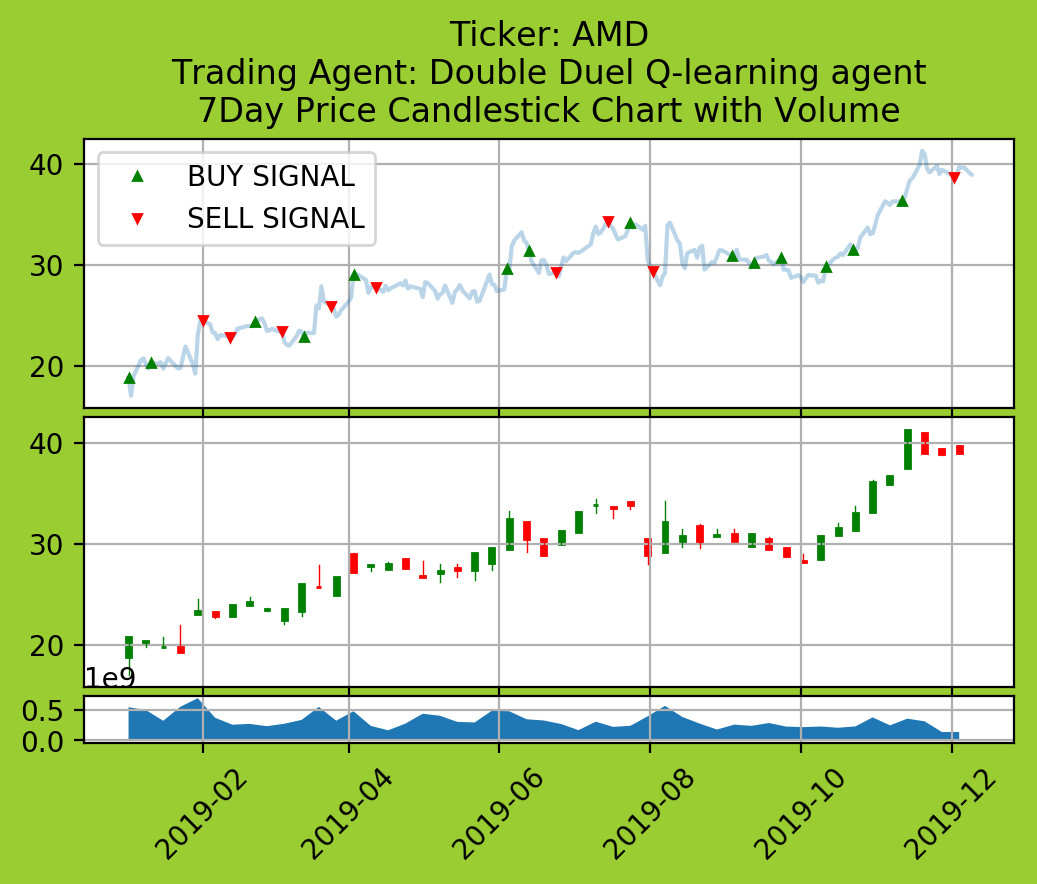 Ticker: AMD
Trading Agent: Double Duel Q-learning agent
7Day Price Candlestick Chart with Volume
BUY SIGNAL
SELL SIGNAL
40
30
20
40
30
20
1e9
0.5
0.0
2019-02
2019-04
2019-06
2019-08
2019-10
2019-12